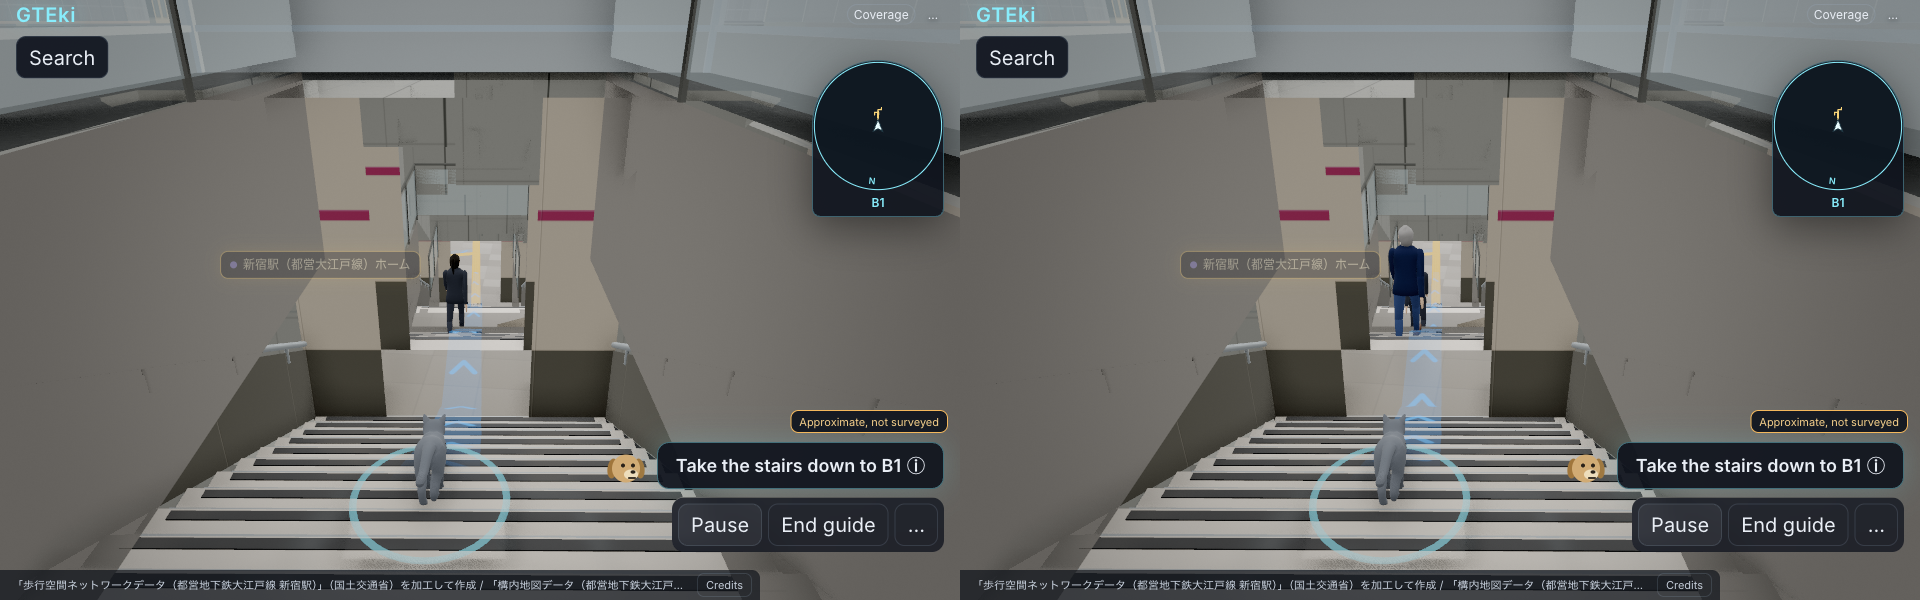 GTEki
Coverage
...
Search
N
B1
新宿駅（都営大江戸線）ホーム
Approximate, not surveyed
Take the stairs down to B1 ⓘ
Pause
End guide
...
「歩行空間ネットワークデータ（都営地下鉄大江戸線 新宿駅）」（国土交通省）を加工して作成 / 「構内地図データ（都営地下鉄大江戸...
Credits
GTEki
Coverage
...
Search
N
B1
新宿駅（都営大江戸線）ホーム
Approximate, not surveyed
Take the stairs down to B1 ⓘ
Pause
End guide
...
「歩行空間ネットワークデータ（都営地下鉄大江戸線 新宿駅）」（国土交通省）を加工して作成 / 「構内地図データ（都営地下鉄大江戸...
Credits